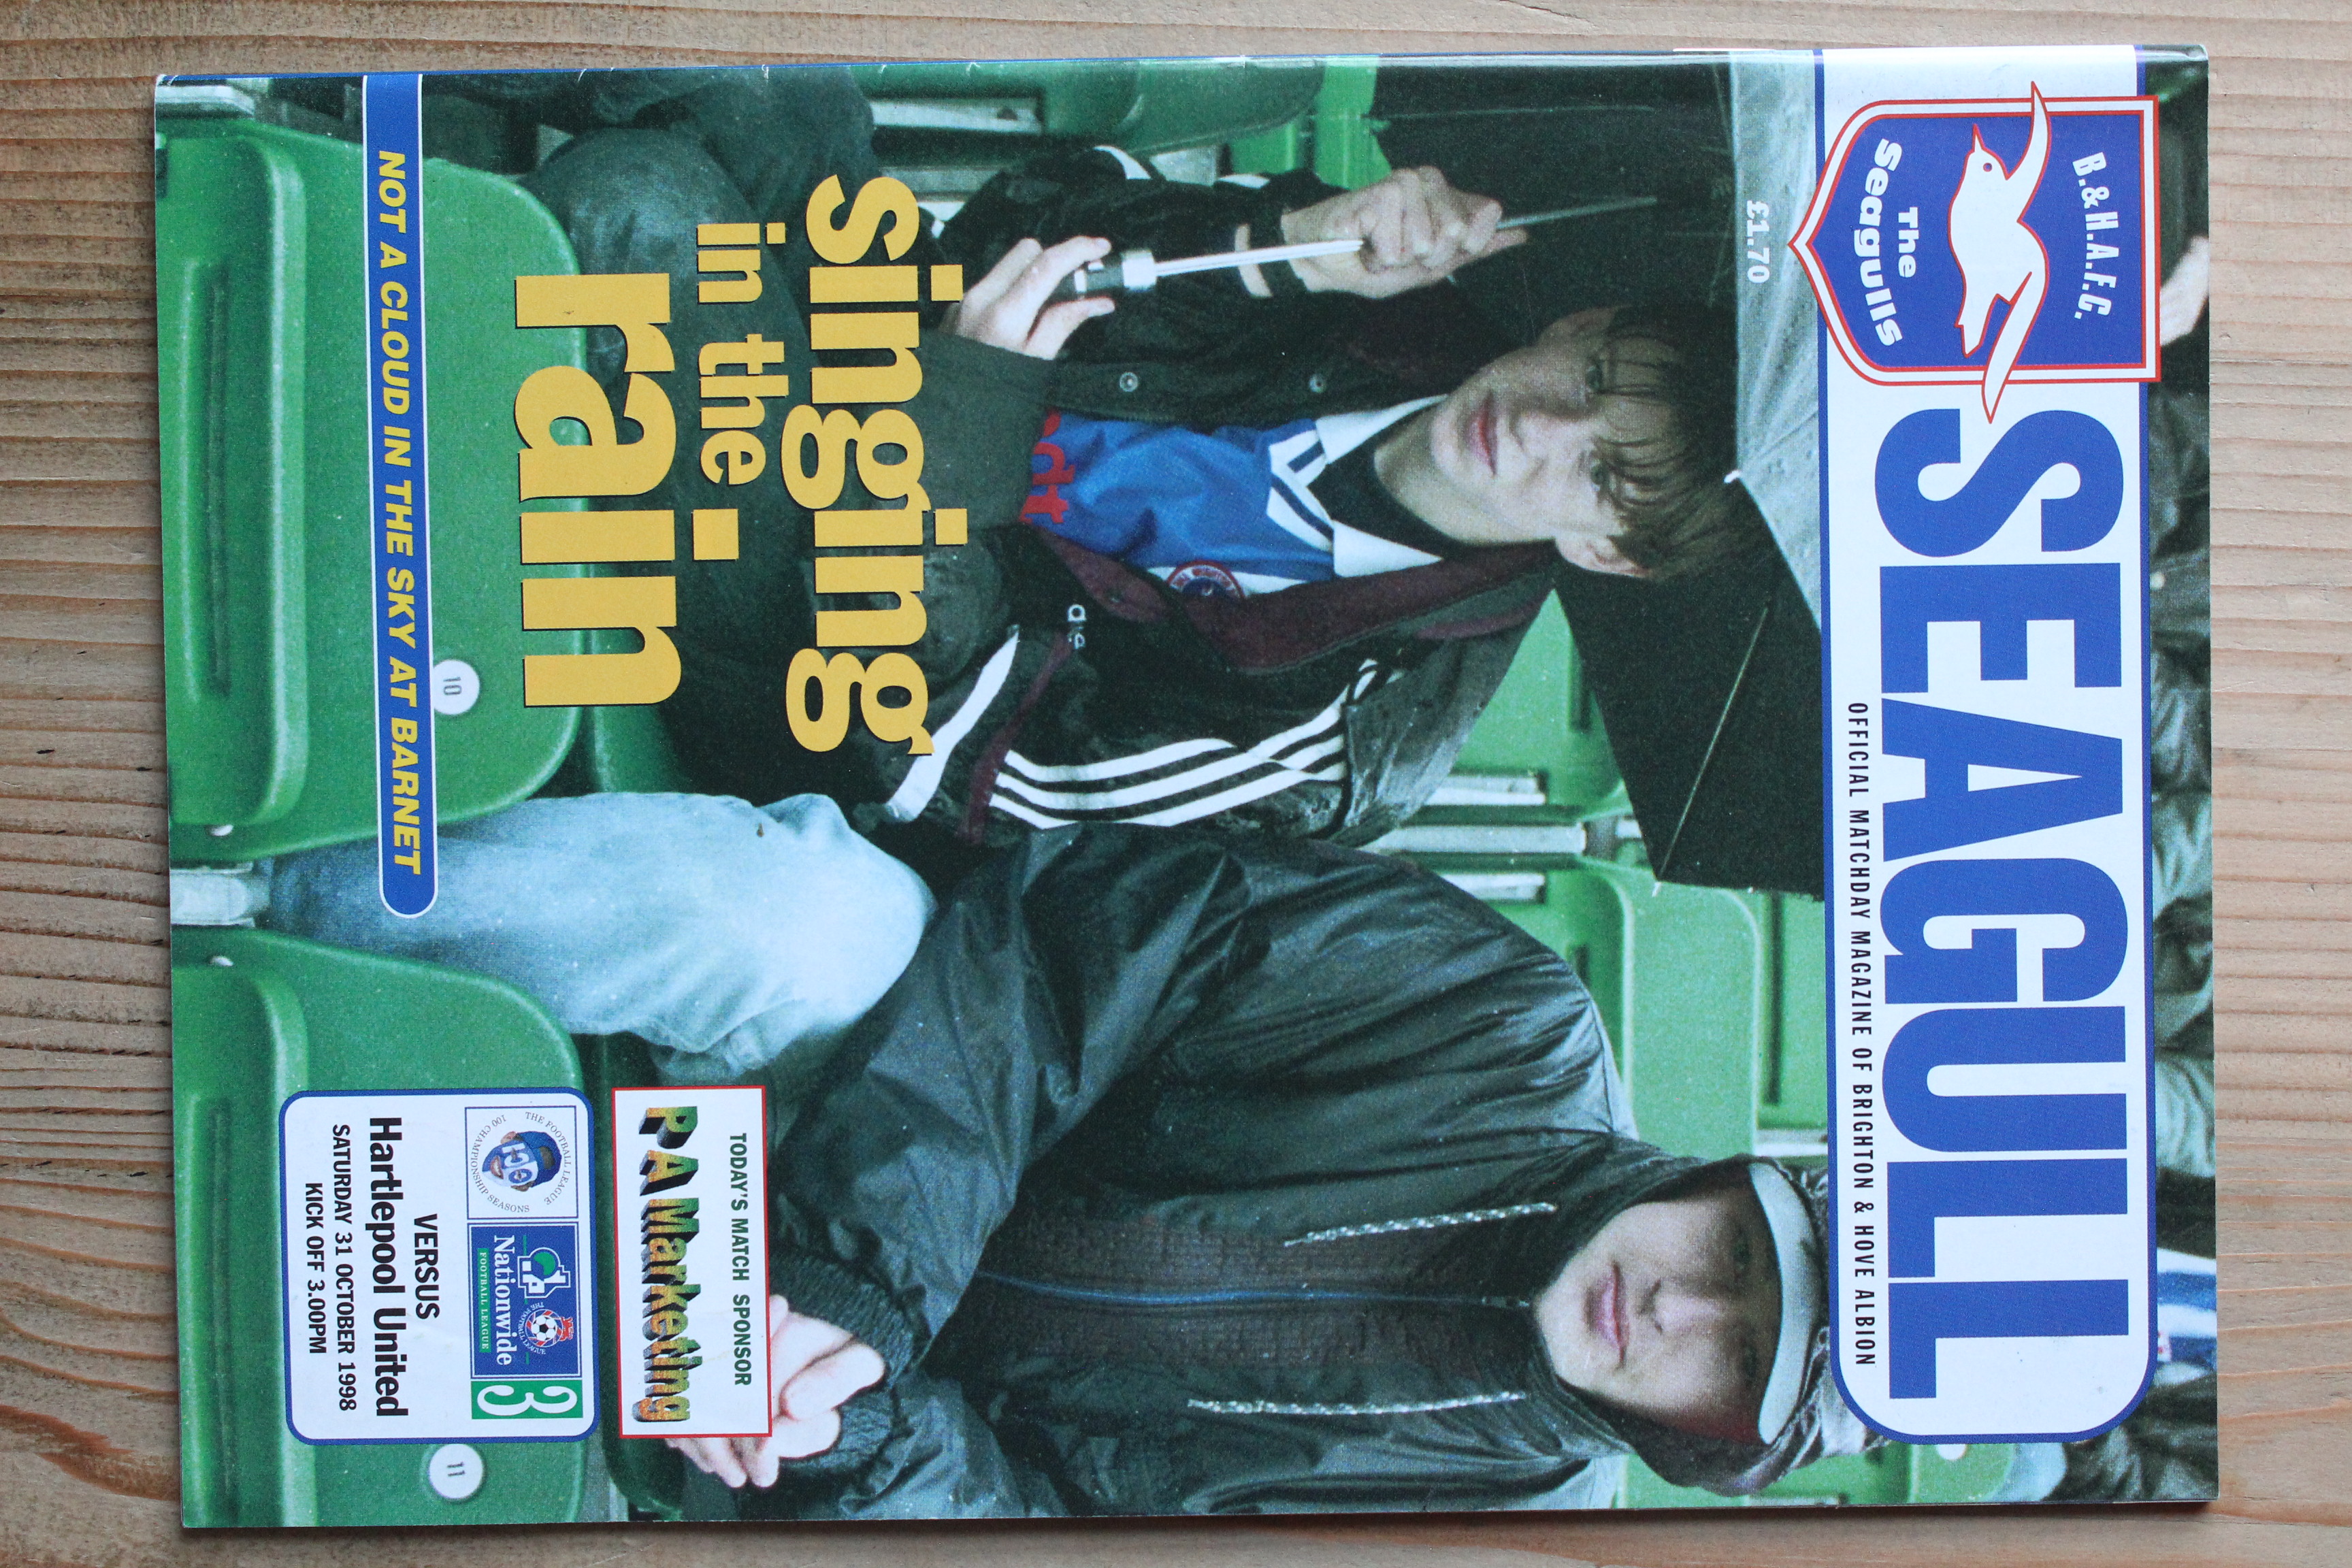 B.&H.A.F.C.
The
Seagulls
SEAGULL
OFFICIAL MATCHDAY MAGAZINE OF BRIGHTON & HOVE ALBION
£1.70
singing
in the
rain
TODAY'S MATCH SPONSOR
P A Marketing
THE FOOTBALL LEAGUE
100 CHAMPIONSHIP SEASONS
Nationwide
FOOTBALL LEAGUE
3
VERSUS
Hartlepool United
SATURDAY 31 OCTOBER 1998
KICK OFF 3.00PM
NOT A CLOUD IN THE SKY AT BARNET
10
11